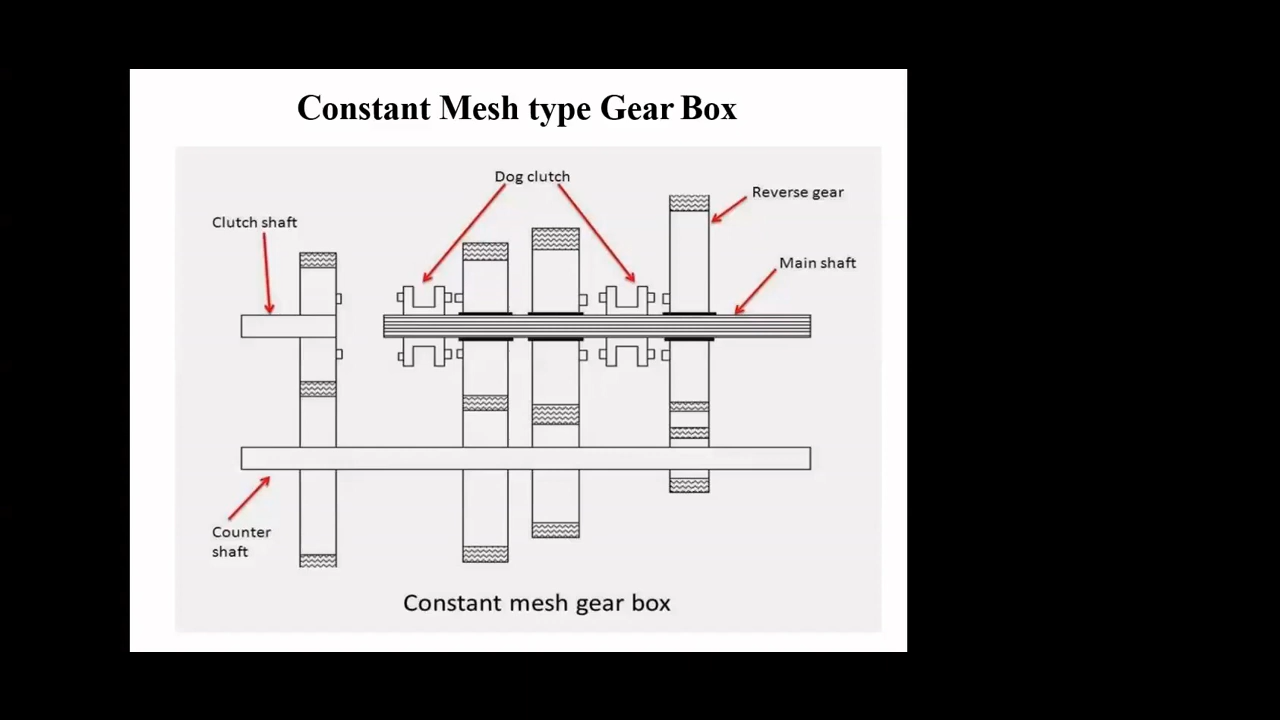 Constant Mesh type Gear Box
Dog clutch
Reverse gear
Clutch shaft
Main shaft
Counter
shaft
Constant mesh gear box